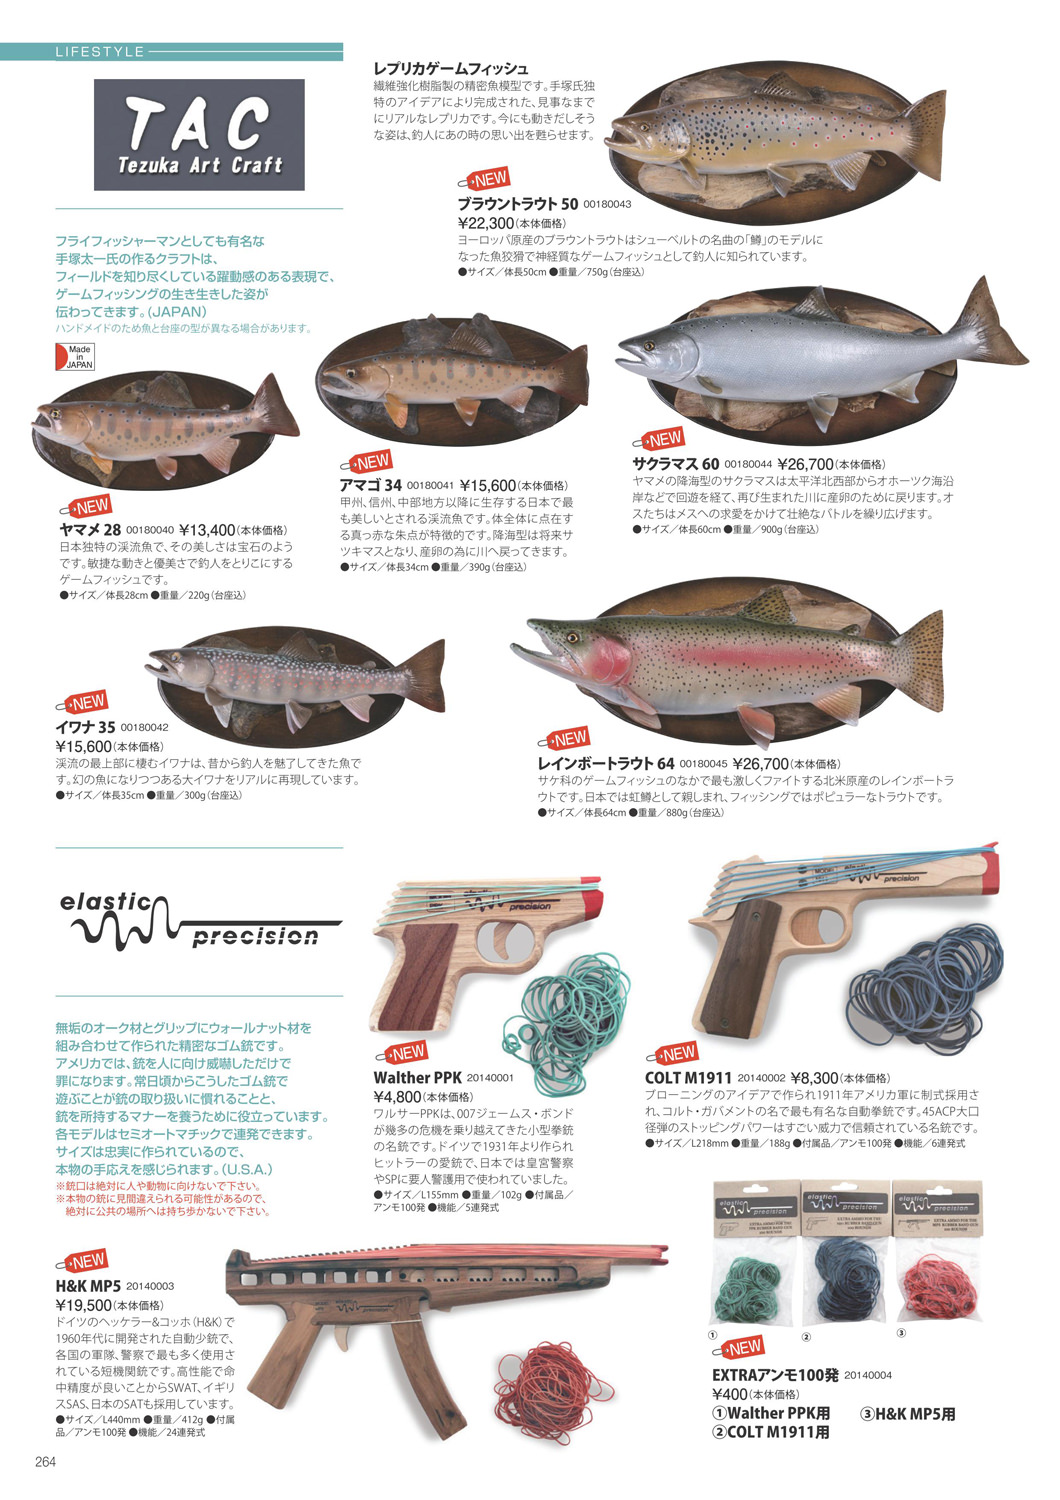 LIFESTYLE
TAC
Tezuka Art Craft
フライフィッシャーマンとしても有名な
手塚太一氏の作るクラフトは、
フィールドを知り尽くしている躍動感のある表現で、
ゲームフィッシングの生き生きした姿が
伝わってきます。(JAPAN)
ハンドメイドのため魚と台座の型が異なる場合があります。
Made
in
JAPAN
レプリカゲームフィッシュ
繊維強化樹脂製の精密魚模型です。手塚氏独
特のアイデアにより完成された、見事なまで
にリアルなレプリカです。今にも動きだしそう
な姿は、釣人にあの時の思い出を甦らせます。
NEW
ブラウントラウト 50 00180043
¥22,300(本体価格)
ヨーロッパ原産のブラウントラウトはシューベルトの名曲の「鱒」のモデルに
なった魚狡猾で神経質なゲームフィッシュとして釣人に知られています。
●サイズ／体長50cm ●重量／750g(台座込)
NEW
ヤマメ 28 00180040 ¥13,400(本体価格)
日本独特の渓流魚で、その美しさは宝石のよう
です。敏捷な動きと優美さで釣人をとりこにする
ゲームフィッシュです。
●サイズ／体長28cm ●重量／220g(台座込)
NEW
アマゴ 34 00180041 ¥15,600(本体価格)
甲州、信州、中部地方以降に生存する日本で最
も美しいとされる渓流魚です。体全体に点在す
る真っ赤な朱点が特徴的です。降海型は将来サ
ツキマスとなり、産卵の為に川へ戻ってきます。
●サイズ／体長34cm ●重量／390g(台座込)
NEW
サクラマス 60 00180044 ¥26,700(本体価格)
ヤマメの降海型のサクラマスは太平洋北西部からオホーツク海沿
岸などで回遊を経て、再び生まれた川に産卵のために戻ります。オ
スたちはメスへの求愛をかけて壮絶なバトルを繰り広げます。
●サイズ／体長60cm ●重量／900g(台座込)
NEW
イワナ 35 00180042
¥15,600(本体価格)
渓流の最上部に棲むイワナは、昔から釣人を魅了してきた魚で
す。幻の魚になりつつある大イワナをリアルに再現しています。
●サイズ／体長35cm ●重量／300g(台座込)
NEW
レインボートラウト 64 00180045 ¥26,700(本体価格)
サケ科のゲームフィッシュのなかで最も激しくファイトする北米原産のレインボートラ
ウトです。日本では虹鱒として親しまれ、フィッシングではポピュラーなトラウトです。
●サイズ／体長64cm ●重量／880g(台座込)
elastic
precision
無垢のオーク材とグリップにウォールナット材を
組み合わせて作られた精密なゴム銃です。
アメリカでは、銃を人に向け威嚇しただけで
罪になります。常日頃からこうしたゴム銃で
遊ぶことが銃の取り扱いに慣れることと、
銃を所持するマナーを養うために役立っています。
各モデルはセミオートマチックで連発できます。
サイズは忠実に作られているので、
本物の手応えを感じられます。(U.S.A.)
※銃口は絶対に人や動物に向けないで下さい。
※本物の銃に見間違えられる可能性があるので、
絶対に公共の場所へは持ち歩かないで下さい。
elastic
precision
NEW
Walther PPK 20140001
¥4,800(本体価格)
ワルサーPPKは、007ジェームス・ボンド
が幾多の危機を乗り越えてきた小型拳銃
の名銃です。ドイツで1931年より作られ
ヒットラーの愛銃で、日本では皇宮警察
やSPに要人警護用で使われていました。
●サイズ／L155mm ●重量／102g ●付属品／
アンモ100発 ●機能／5連発式
MODEL
precision
NEW
COLT M1911 20140002 ¥8,300(本体価格)
ブローニングのアイデアで作られ1911年アメリカ軍に制式採用さ
れ、コルト・ガバメントの名で最も有名な自動拳銃です。45ACP大口
径弾のストッピングパワーはすごい威力で信頼されている名銃です。
●サイズ／L218mm ●重量／188g ●付属品／アンモ100発 ●機能／6連発式
NEW
H&K MP5 20140003
¥19,500(本体価格)
ドイツのヘッケラー&コッホ(H&K)で
1960年代に開発された自動少銃で、
各国の軍隊、警察で最も多く使用さ
れている短機関銃です。高性能で命
中精度が良いことからSWAT、イギリ
スSAS、日本のSATも採用しています。
●サイズ／L440mm ●重量／412g ●付属
品／アンモ100発 ●機能／24連発式
elastic
precision
elastic
precision
elastic
precision
① ② ③
NEW
EXTRAアンモ100発 20140004
¥400(本体価格)
①Walther PPK用 ③H&K MP5用
②COLT M1911用
264